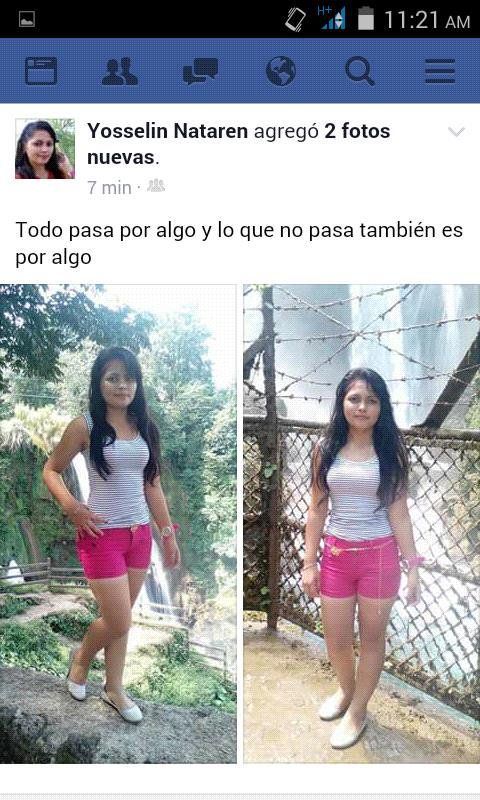 H+ 11:21 AM
Yosselin Nataren agregó 2 fotos
nuevas.
7 min ·
Todo pasa por algo y lo que no pasa también es
por algo